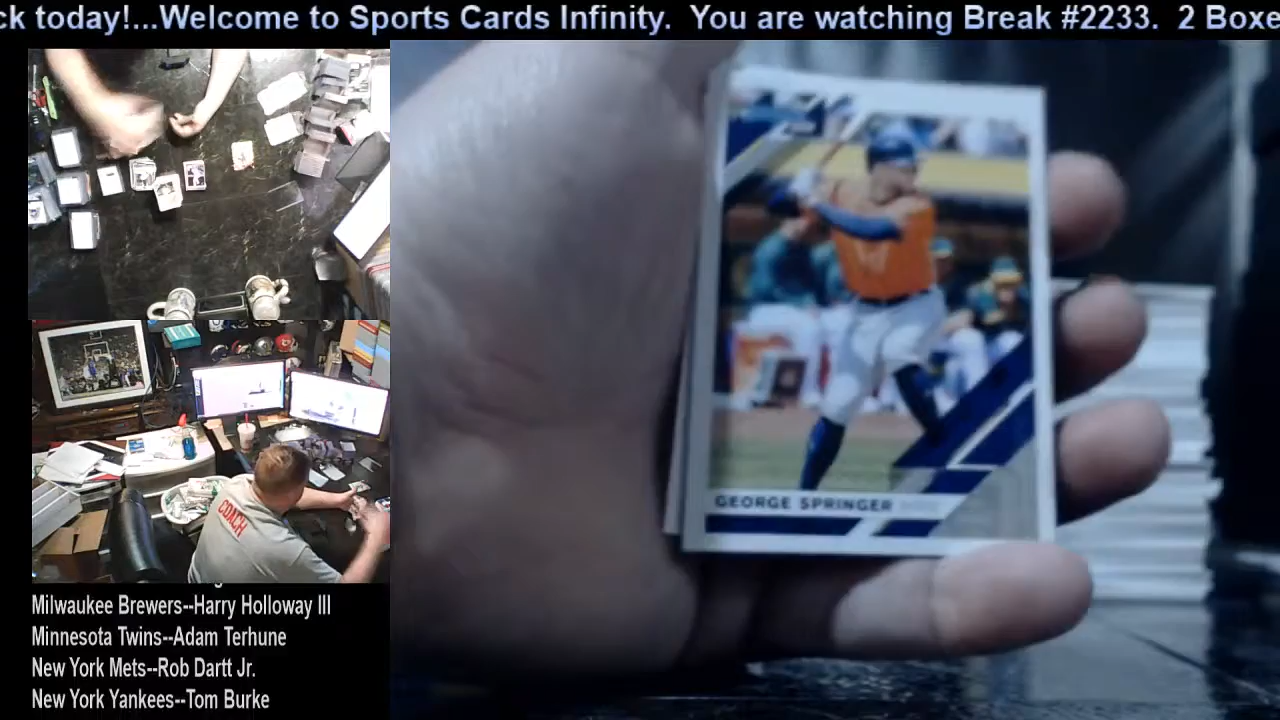 ck today!...Welcome to Sports Cards Infinity.  You are watching Break #2233.  2 Boxe
GEORGE SPRINGER
COACH
Milwaukee Brewers--Harry Holloway III
Minnesota Twins--Adam Terhune
New York Mets--Rob Dartt Jr.
New York Yankees--Tom Burke